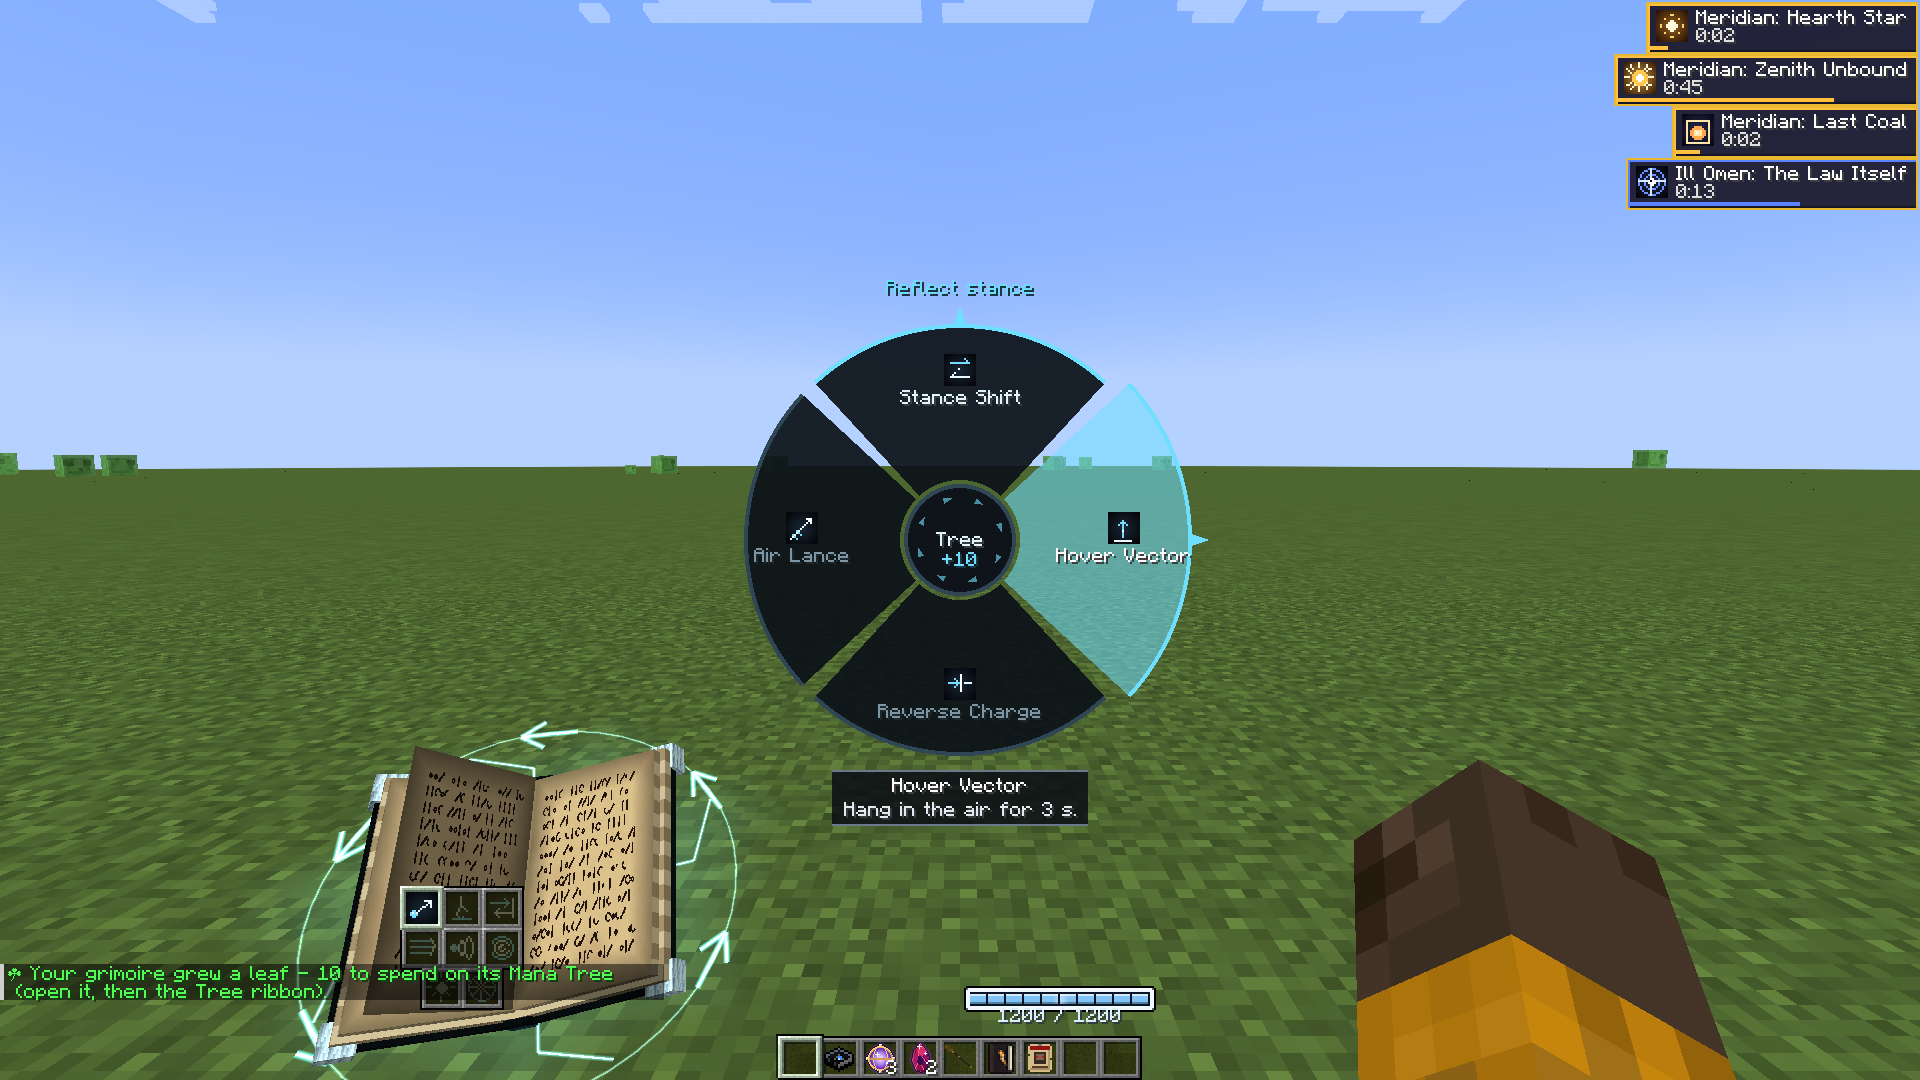 Meridian: Hearth Star
0:02
Meridian: Zenith Unbound
0:45
Meridian: Last Coal
0:02
Ill Omen: The Law Itself
0:13
Reflect stance
Stance Shift
Air Lance
Tree
+10
Hover Vector
Reverse Charge
Hover Vector
Hang in the air for 3 s.
Your grimoire grew a leaf – 10 to spend on its Mana Tree
(open it, then the Tree ribbon).
1200 / 1200
3
2